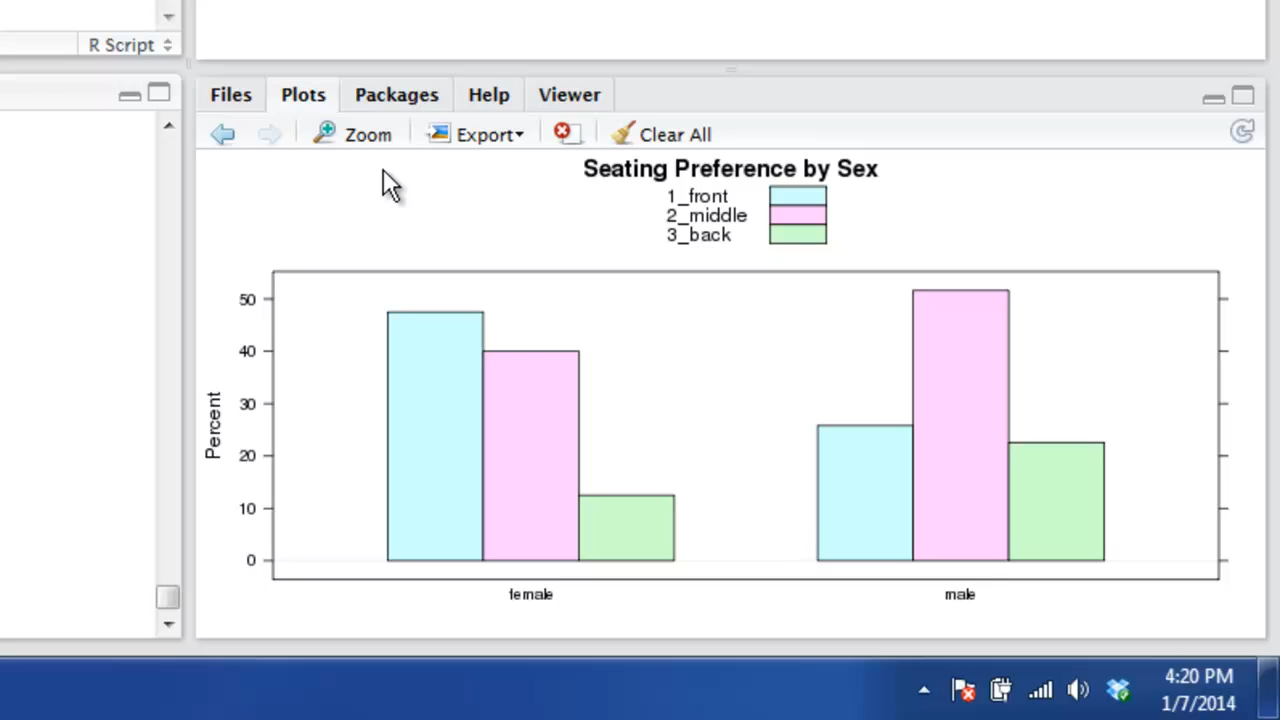 R Script
Files Plots Packages Help Viewer
Zoom Export Clear All
Seating Preference by Sex
1_front
2_middle
3_back
Percent
50
40
30
20
10
0
female male
4:20 PM
1/7/2014